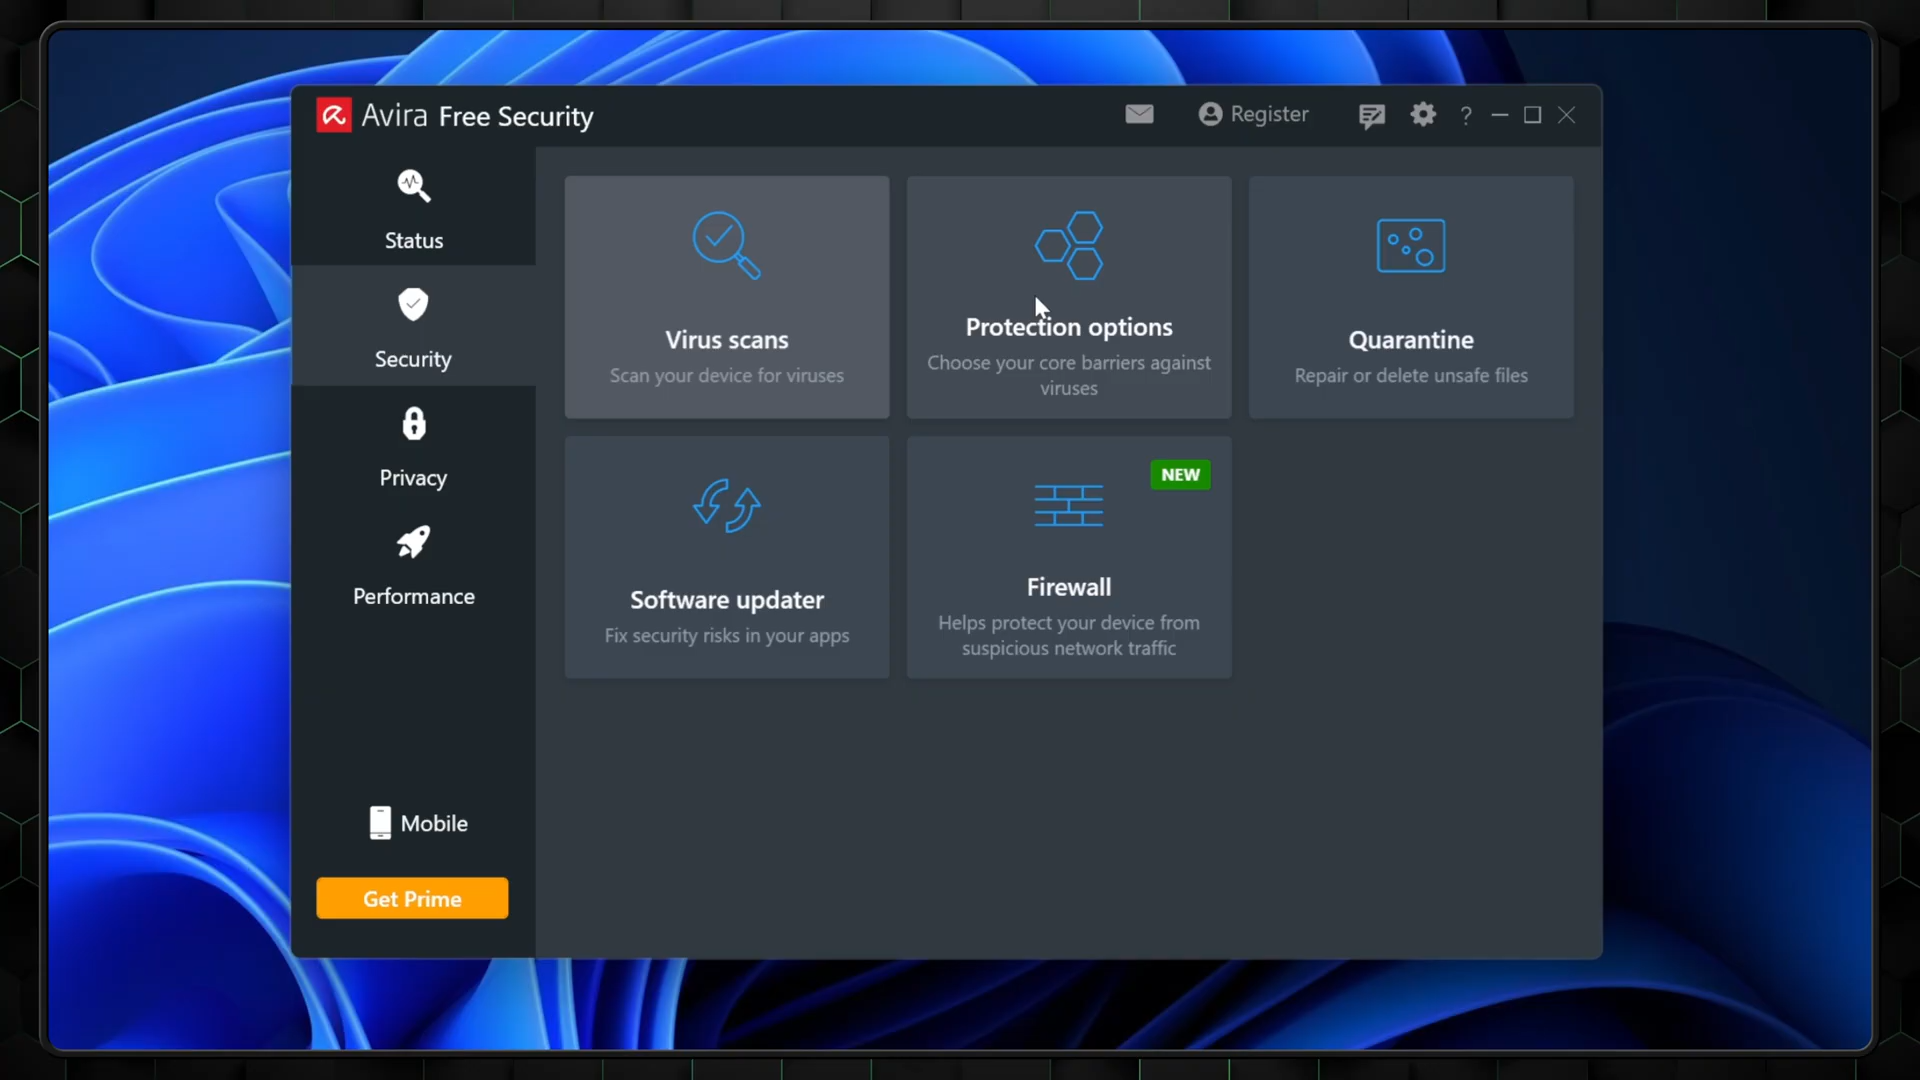 Avira Free Security
Register
?
Status
Security
Privacy
Performance
Mobile
Get Prime
Virus scans
Scan your device for viruses
Protection options
Choose your core barriers against
viruses
Quarantine
Repair or delete unsafe files
Software updater
Fix security risks in your apps
NEW
Firewall
Helps protect your device from
suspicious network traffic